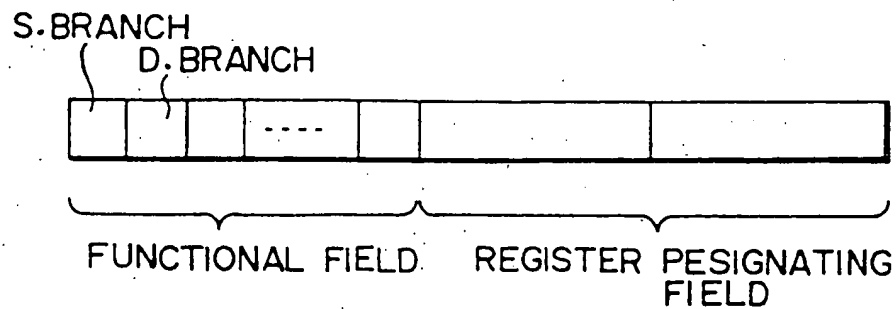 S.BRANCH
D.BRANCH
FUNCTIONAL FIELD
REGISTER PESIGNATING
FIELD